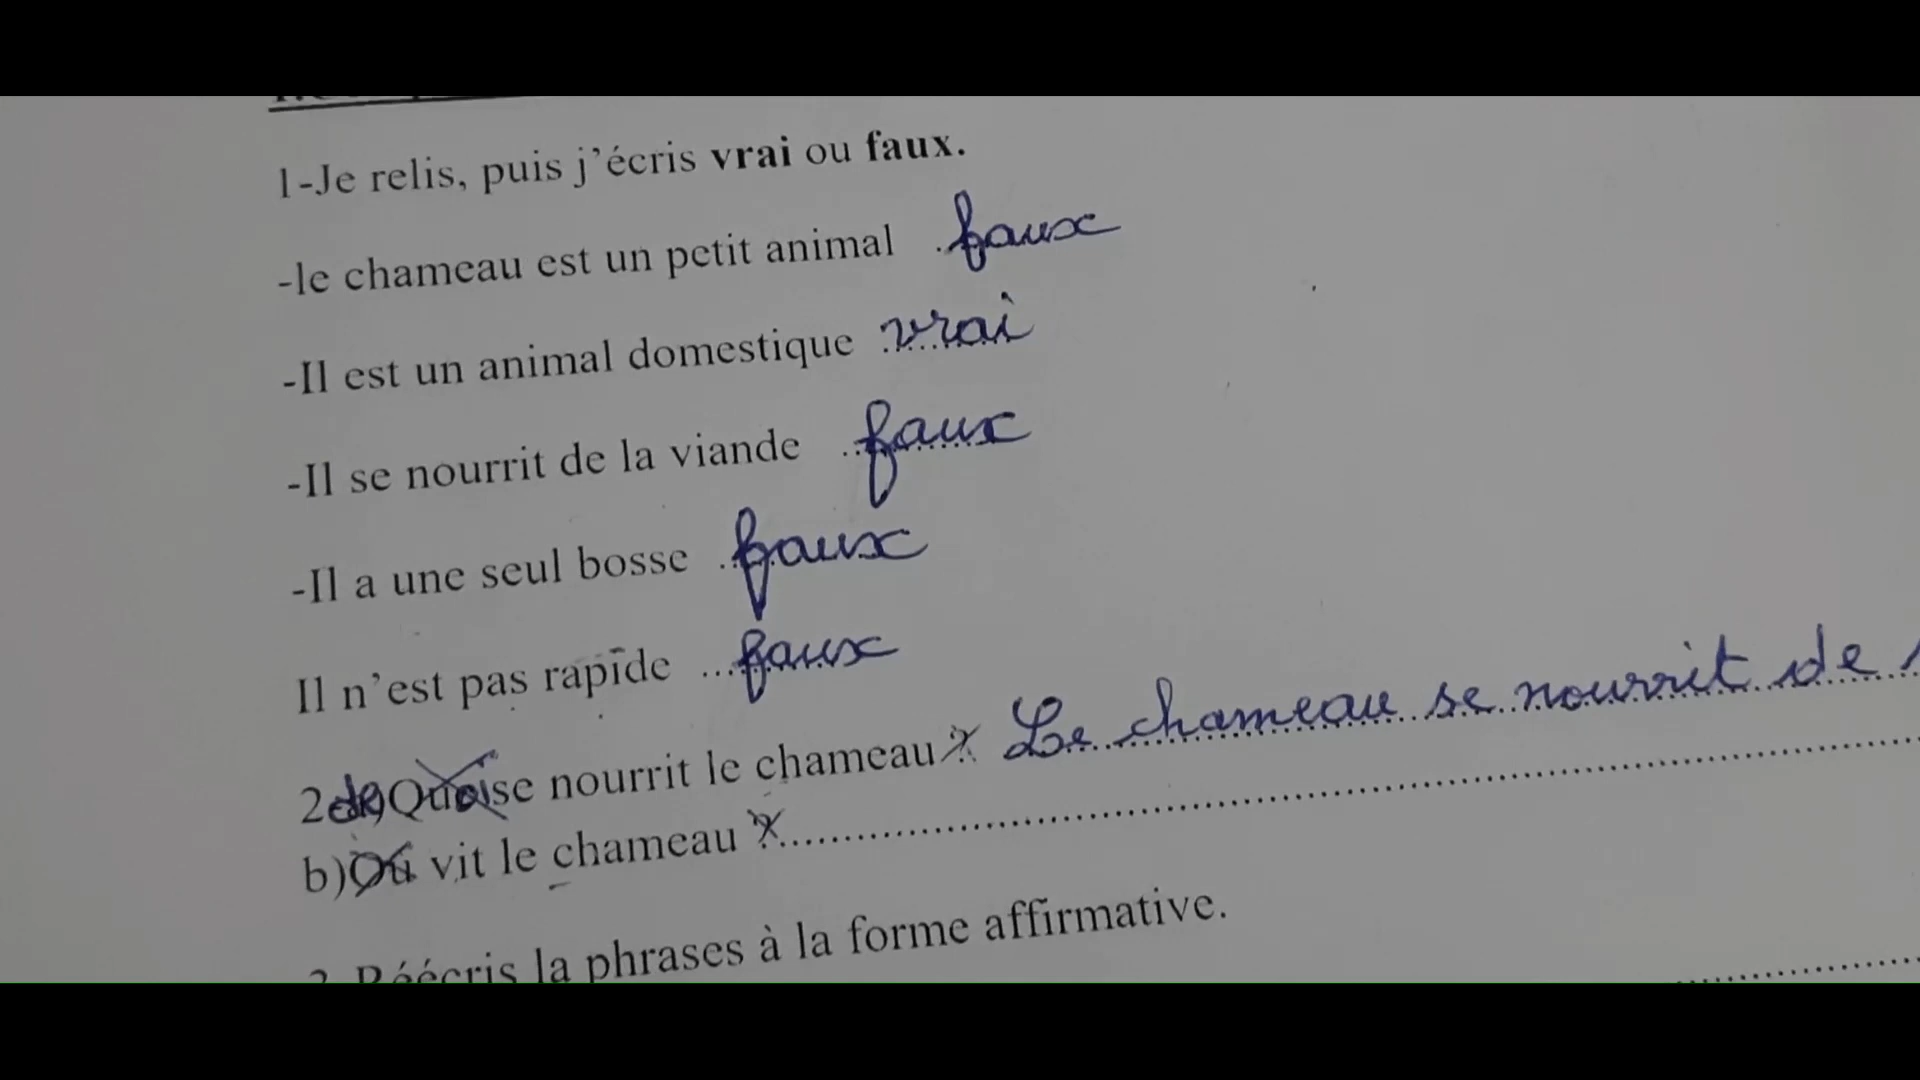 1-Je relis, puis j'écris vrai ou faux.
-le chameau est un petit animal faux
-Il est un animal domestique vrai
-Il se nourrit de la viande faux
-Il a une seul bosse faux
Il n'est pas rapide faux
2 de Quoi se nourrit le chameau ? Le chameau se nourrit de
b)Où vit le chameau ?
Réécris la phrases à la forme affirmative.